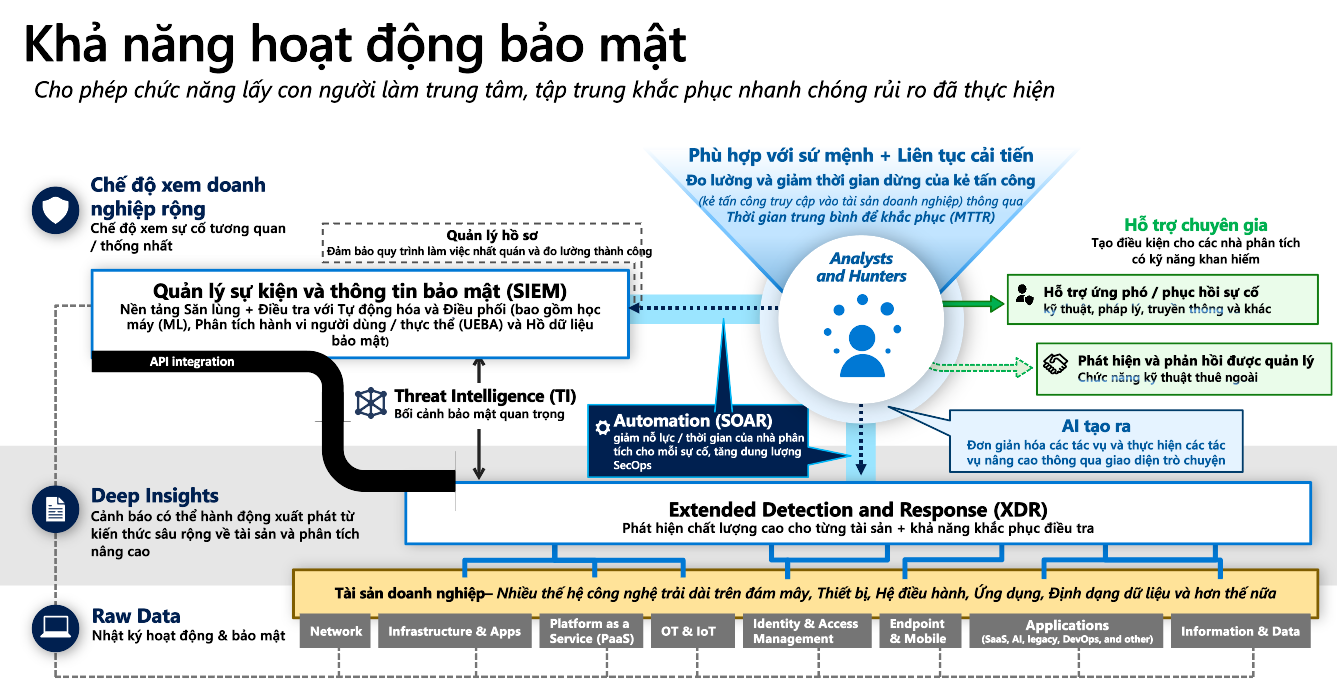 Khả năng hoạt động bảo mật
Cho phép chức năng lấy con người làm trung tâm, tập trung khắc phục nhanh chóng rủi ro đã thực hiện
Phù hợp với sứ mệnh + Liên tục cải tiến
Đo lường và giảm thời gian dừng của kẻ tấn công
(kẻ tấn công truy cập vào tài sản doanh nghiệp) thông qua
Thời gian trung bình để khắc phục (MTTR)
Chế độ xem doanh
nghiệp rộng
Chế độ xem sự cố tương quan
/ thống nhất
Quản lý hồ sơ
Đảm bảo quy trình làm việc nhất quán và đo lường thành công
Analysts
and Hunters
Hỗ trợ chuyên gia
Tạo điều kiện cho các nhà phân tích
có kỹ năng khan hiếm
Quản lý sự kiện và thông tin bảo mật (SIEM)
Nền tảng Săn lùng + Điều tra với Tự động hóa và Điều phối (bao gồm học
máy (ML), Phân tích hành vi người dùng / thực thể (UEBA) và Hồ dữ liệu
bảo mật)
API integration
Hỗ trợ ứng phó / phục hồi sự cố
kỹ thuật, pháp lý, truyền thông và khác
Phát hiện và phản hồi được quản lý
Chức năng kỹ thuật thuê ngoài
Threat Intelligence (TI)
Bối cảnh bảo mật quan trọng
Automation (SOAR)
giảm nỗ lực / thời gian của nhà phân
tích cho mỗi sự cố, tăng dung lượng
SecOps
AI tạo ra
Đơn giản hóa các tác vụ và thực hiện các tác
vụ nâng cao thông qua giao diện trò chuyện
Deep Insights
Cảnh báo có thể hành động xuất phát từ
kiến thức sâu rộng về tài sản và phân tích
nâng cao
Extended Detection and Response (XDR)
Phát hiện chất lượng cao cho từng tài sản + khả năng khắc phục điều tra
Tài sản doanh nghiệp– Nhiều thế hệ công nghệ trải dài trên đám mây, Thiết bị, Hệ điều hành, Ứng dụng, Định dạng dữ liệu và hơn thế nữa
Raw Data
Nhật ký hoạt động & bảo mật
Network
Infrastructure & Apps
Platform as a
Service (PaaS)
OT & IoT
Identity & Access
Management
Endpoint
& Mobile
Applications
(SaaS, AI, legacy, DevOps, and other)
Information & Data